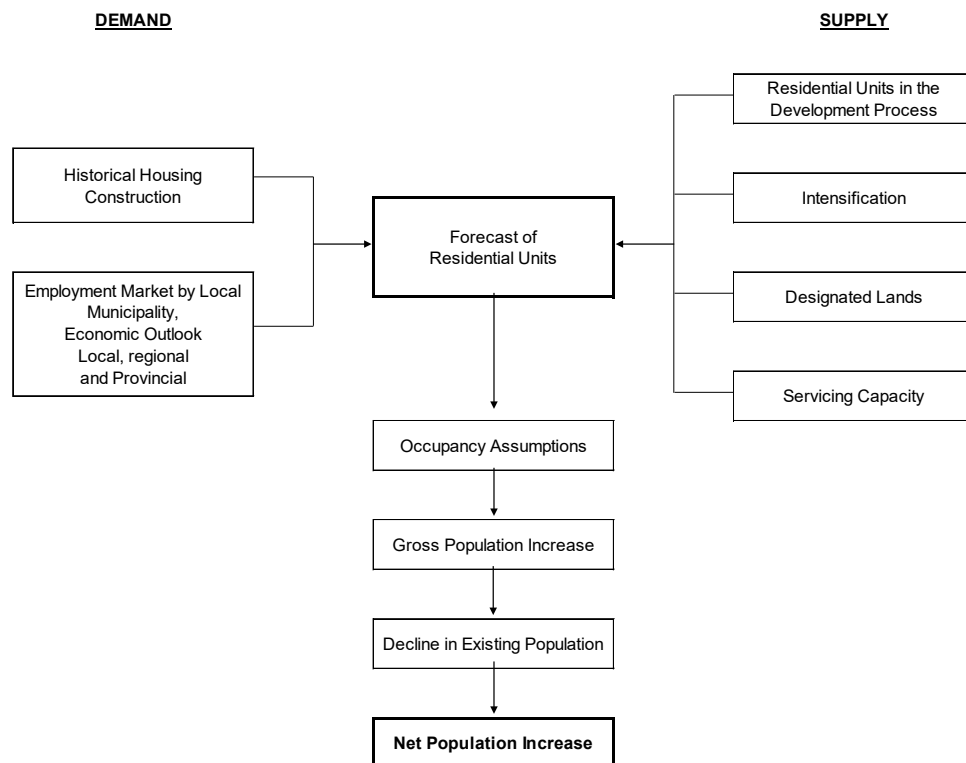 DEMAND
SUPPLY
Residential Units in the
Development Process
Historical Housing
Construction
Intensification
Forecast of
Residential Units
Employment Market by Local
Municipality,
Economic Outlook
Local, regional
and Provincial
Designated Lands
Servicing Capacity
Occupancy Assumptions
Gross Population Increase
Decline in Existing Population
Net Population Increase